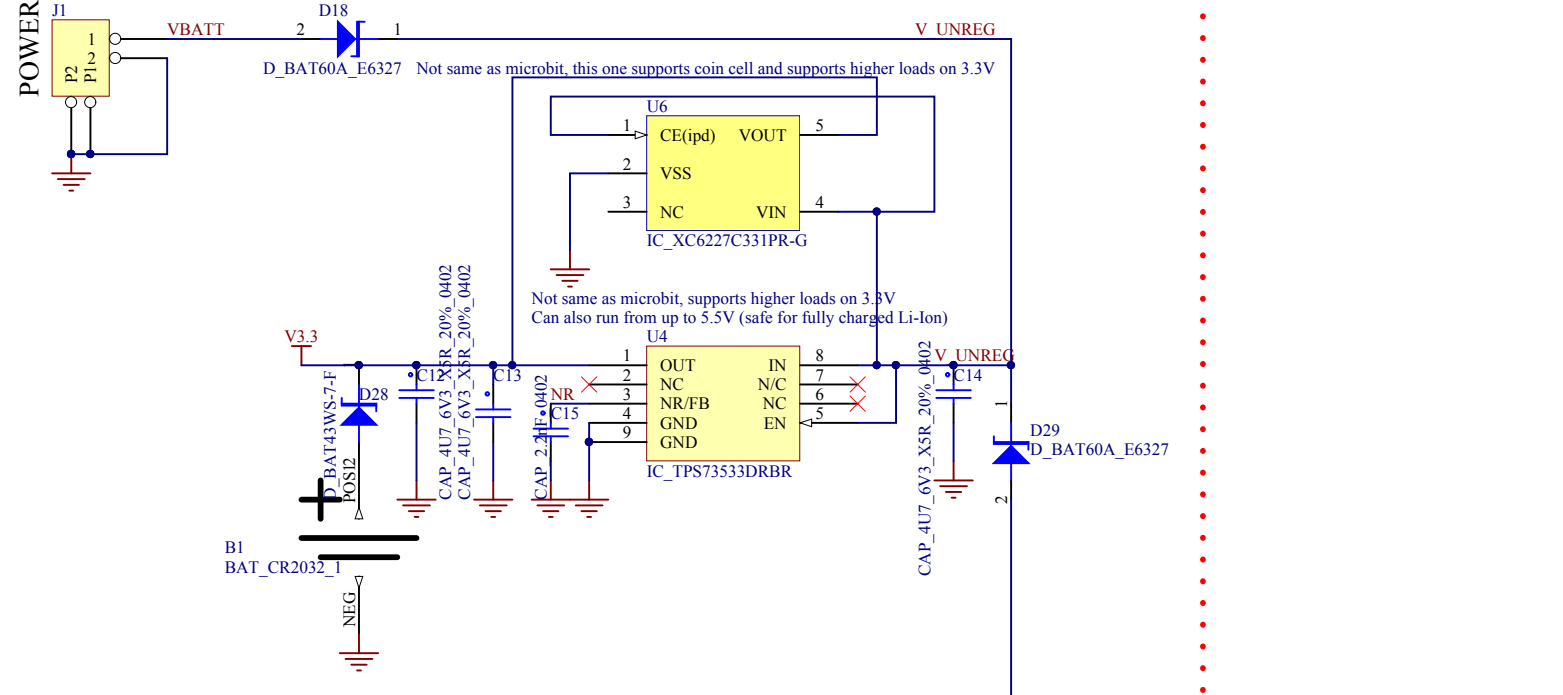 POWER
J1
1
2
P2
P1
VBATT
2
D18
1
D_BAT60A_E6327
V_UNREG
Not same as microbit, this one supports coin cell and supports higher loads on 3.3V
U6
1
CE(ipd)
VOUT
5
2
VSS
3
NC
VIN
4
IC_XC6227C331PR-G
Not same as microbit, supports higher loads on 3.3V
Can also run from up to 5.5V (safe for fully charged Li-Ion)
U4
V3.3
1
OUT
IN
8
2
NC
N/C
7
3
NR/FB
NC
6
4
GND
EN
5
9
GND
IC_TPS73533DRBR
V_UNREG
D28
D_BAT43WS-7-F
C12
CAP_4U7_6V3_X5R_20%_0402
C13
CAP_4U7_6V3_X5R_20%_0402
NR
C15
CAP_2.2nF_0402
C14
CAP_4U7_6V3_X5R_20%_0402
1
D29
D_BAT60A_E6327
2
POS12
B1
BAT_CR2032_1
NEG